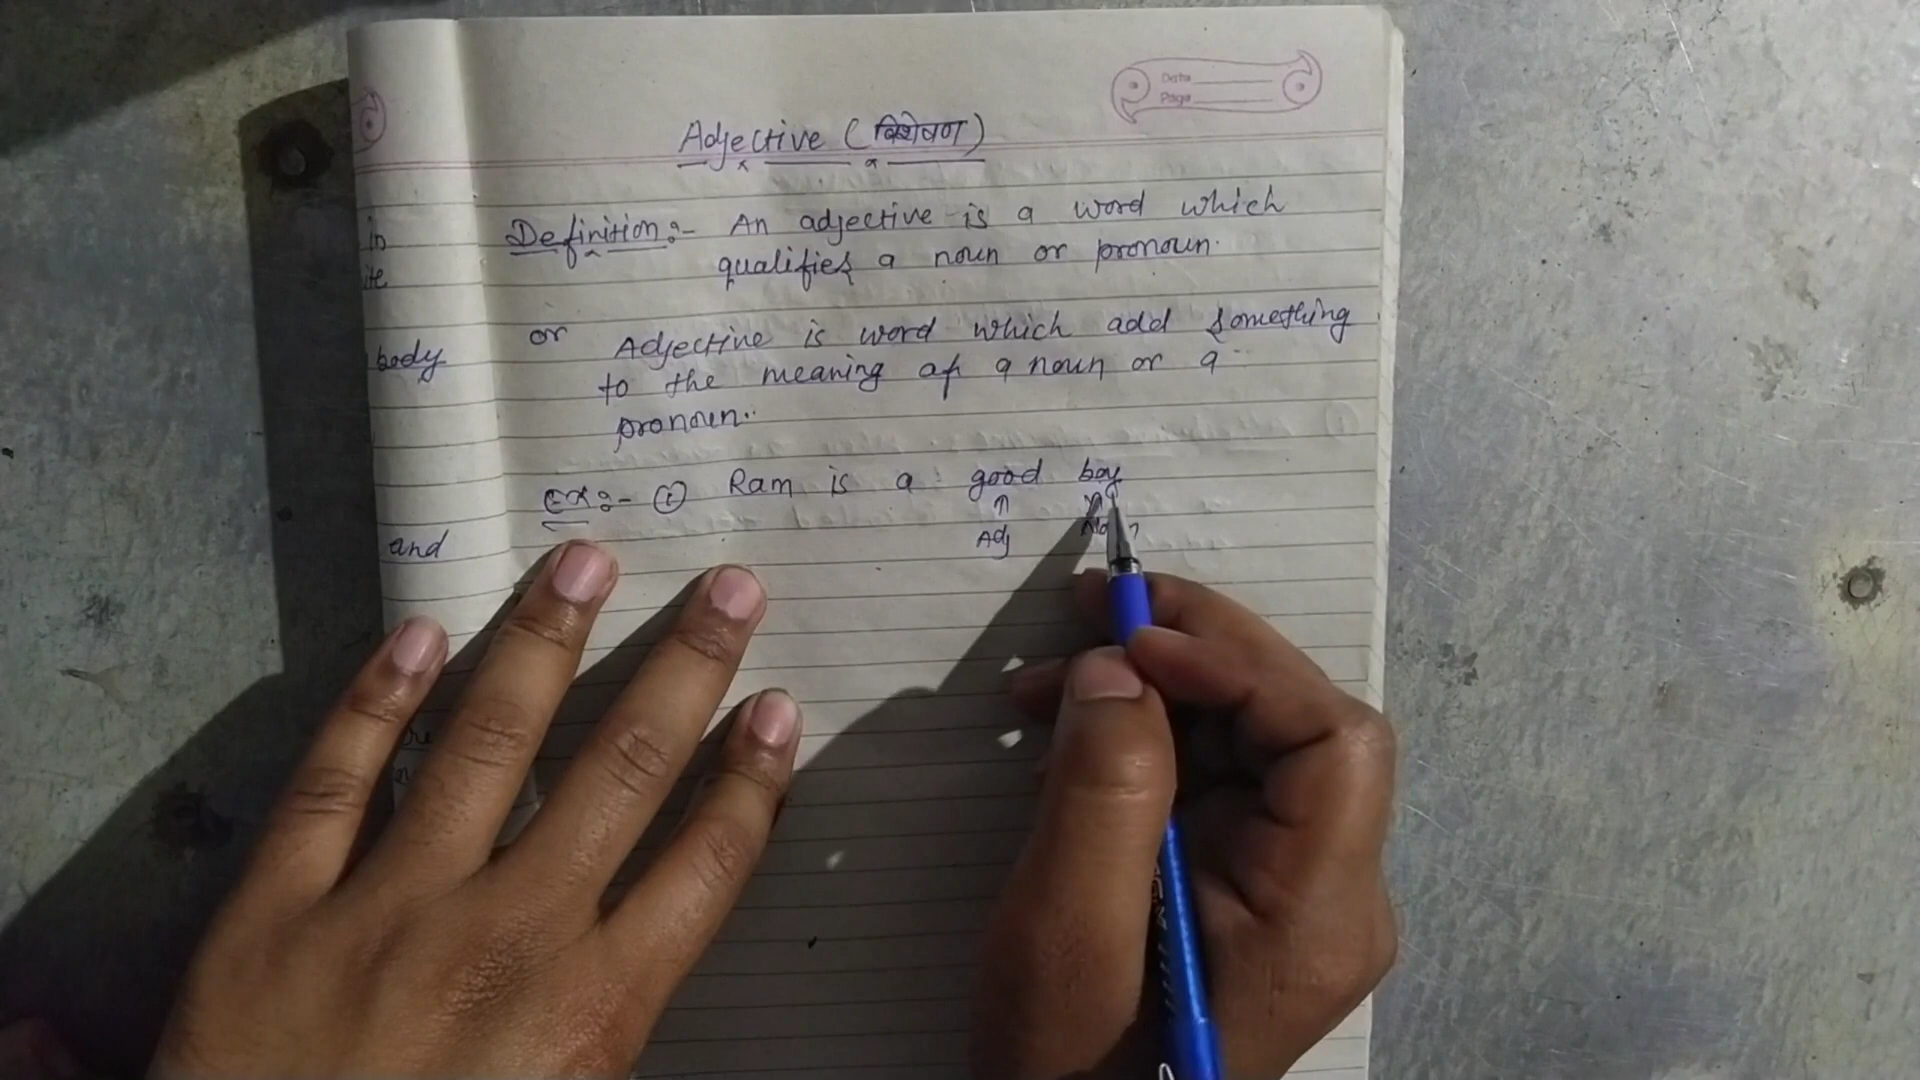 Date
Page
Adjective (विशेषण)
in
ite
Definition:- An adjective is a word which
qualifies a noun or pronoun.
or Adjective is word which add something
body
to the meaning of a noun or a
pronoun..
Ex:- ① Ram is a good boy
and
Adj